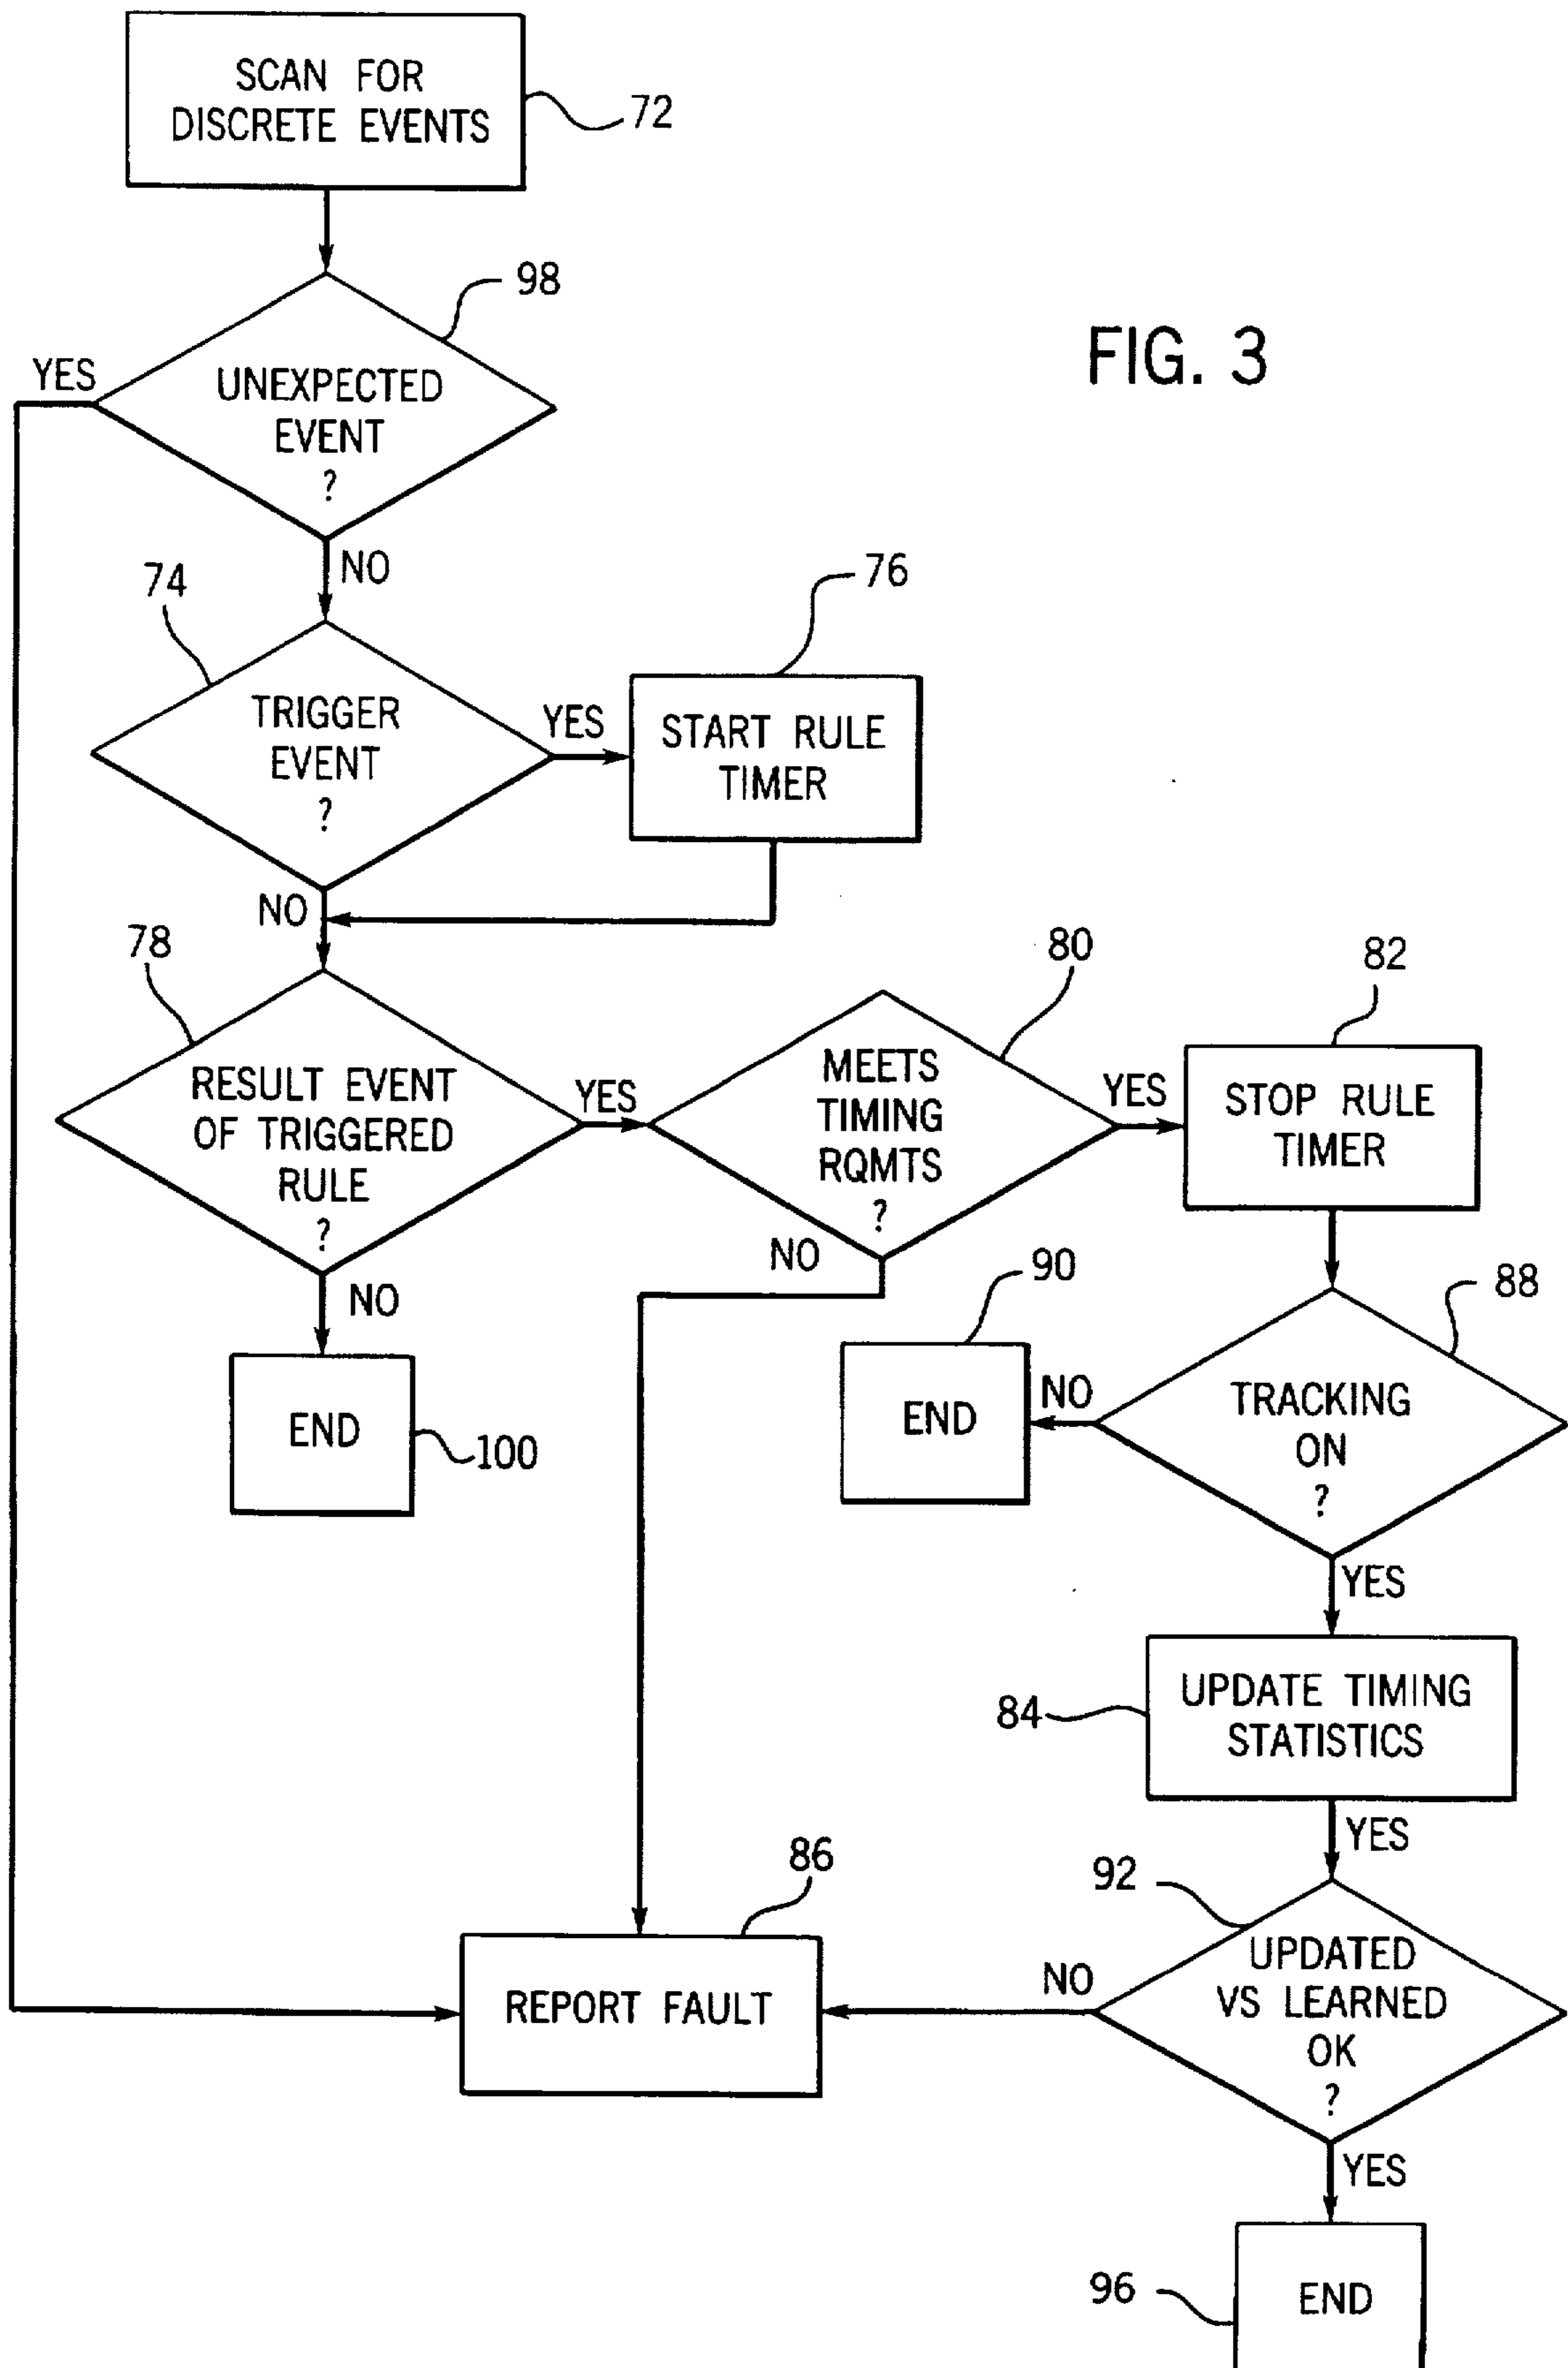 SCAN FOR
DISCRETE EVENTS
72
98
YES
UNEXPECTED
EVENT
?
FIG. 3
NO
74
76
TRIGGER
EVENT
?
YES
START RULE
TIMER
NO
78
80
82
RESULT EVENT
OF TRIGGERED
RULE
?
YES
MEETS
TIMING
RQMTS
?
YES
STOP RULE
TIMER
NO
NO
90
88
END
100
END
NO
TRACKING
ON
?
YES
84
UPDATE TIMING
STATISTICS
YES
86
92
REPORT FAULT
NO
UPDATED
VS LEARNED
OK
?
YES
96
END